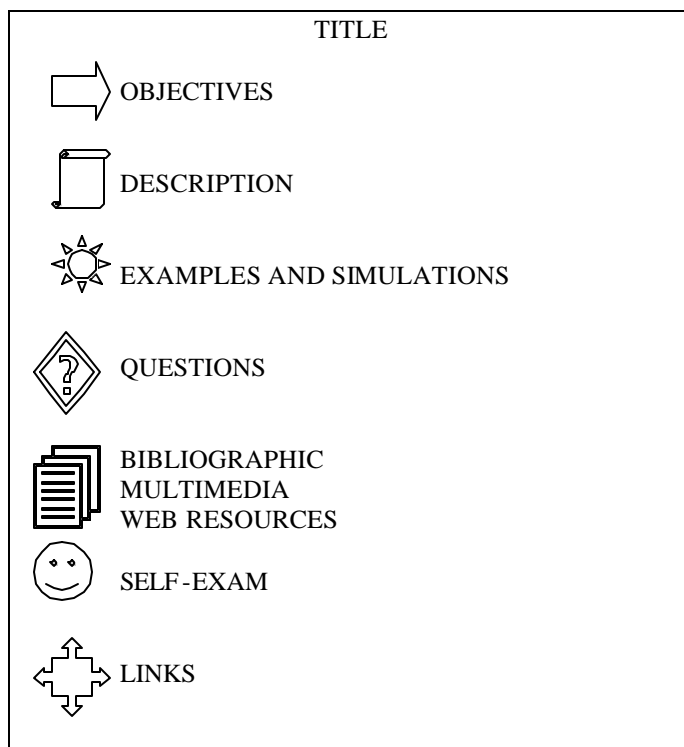 TITLE
OBJECTIVES
DESCRIPTION
EXAMPLES AND SIMULATIONS
?
QUESTIONS
BIBLIOGRAPHIC
MULTIMEDIA
WEB RESOURCES
SELF-EXAM
LINKS